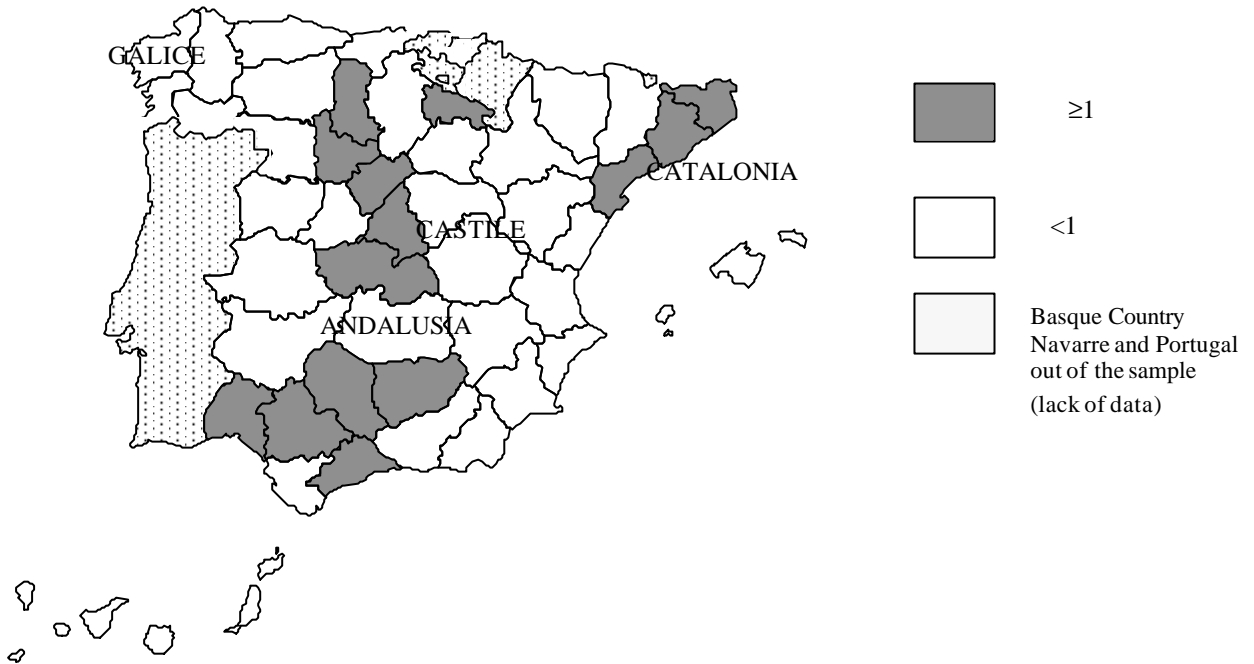 GALICE
≥1
CATALONIA
CASTILE
<1
ANDALUSIA
Basque Country
Navarre and Portugal
out of the sample
(lack of data)